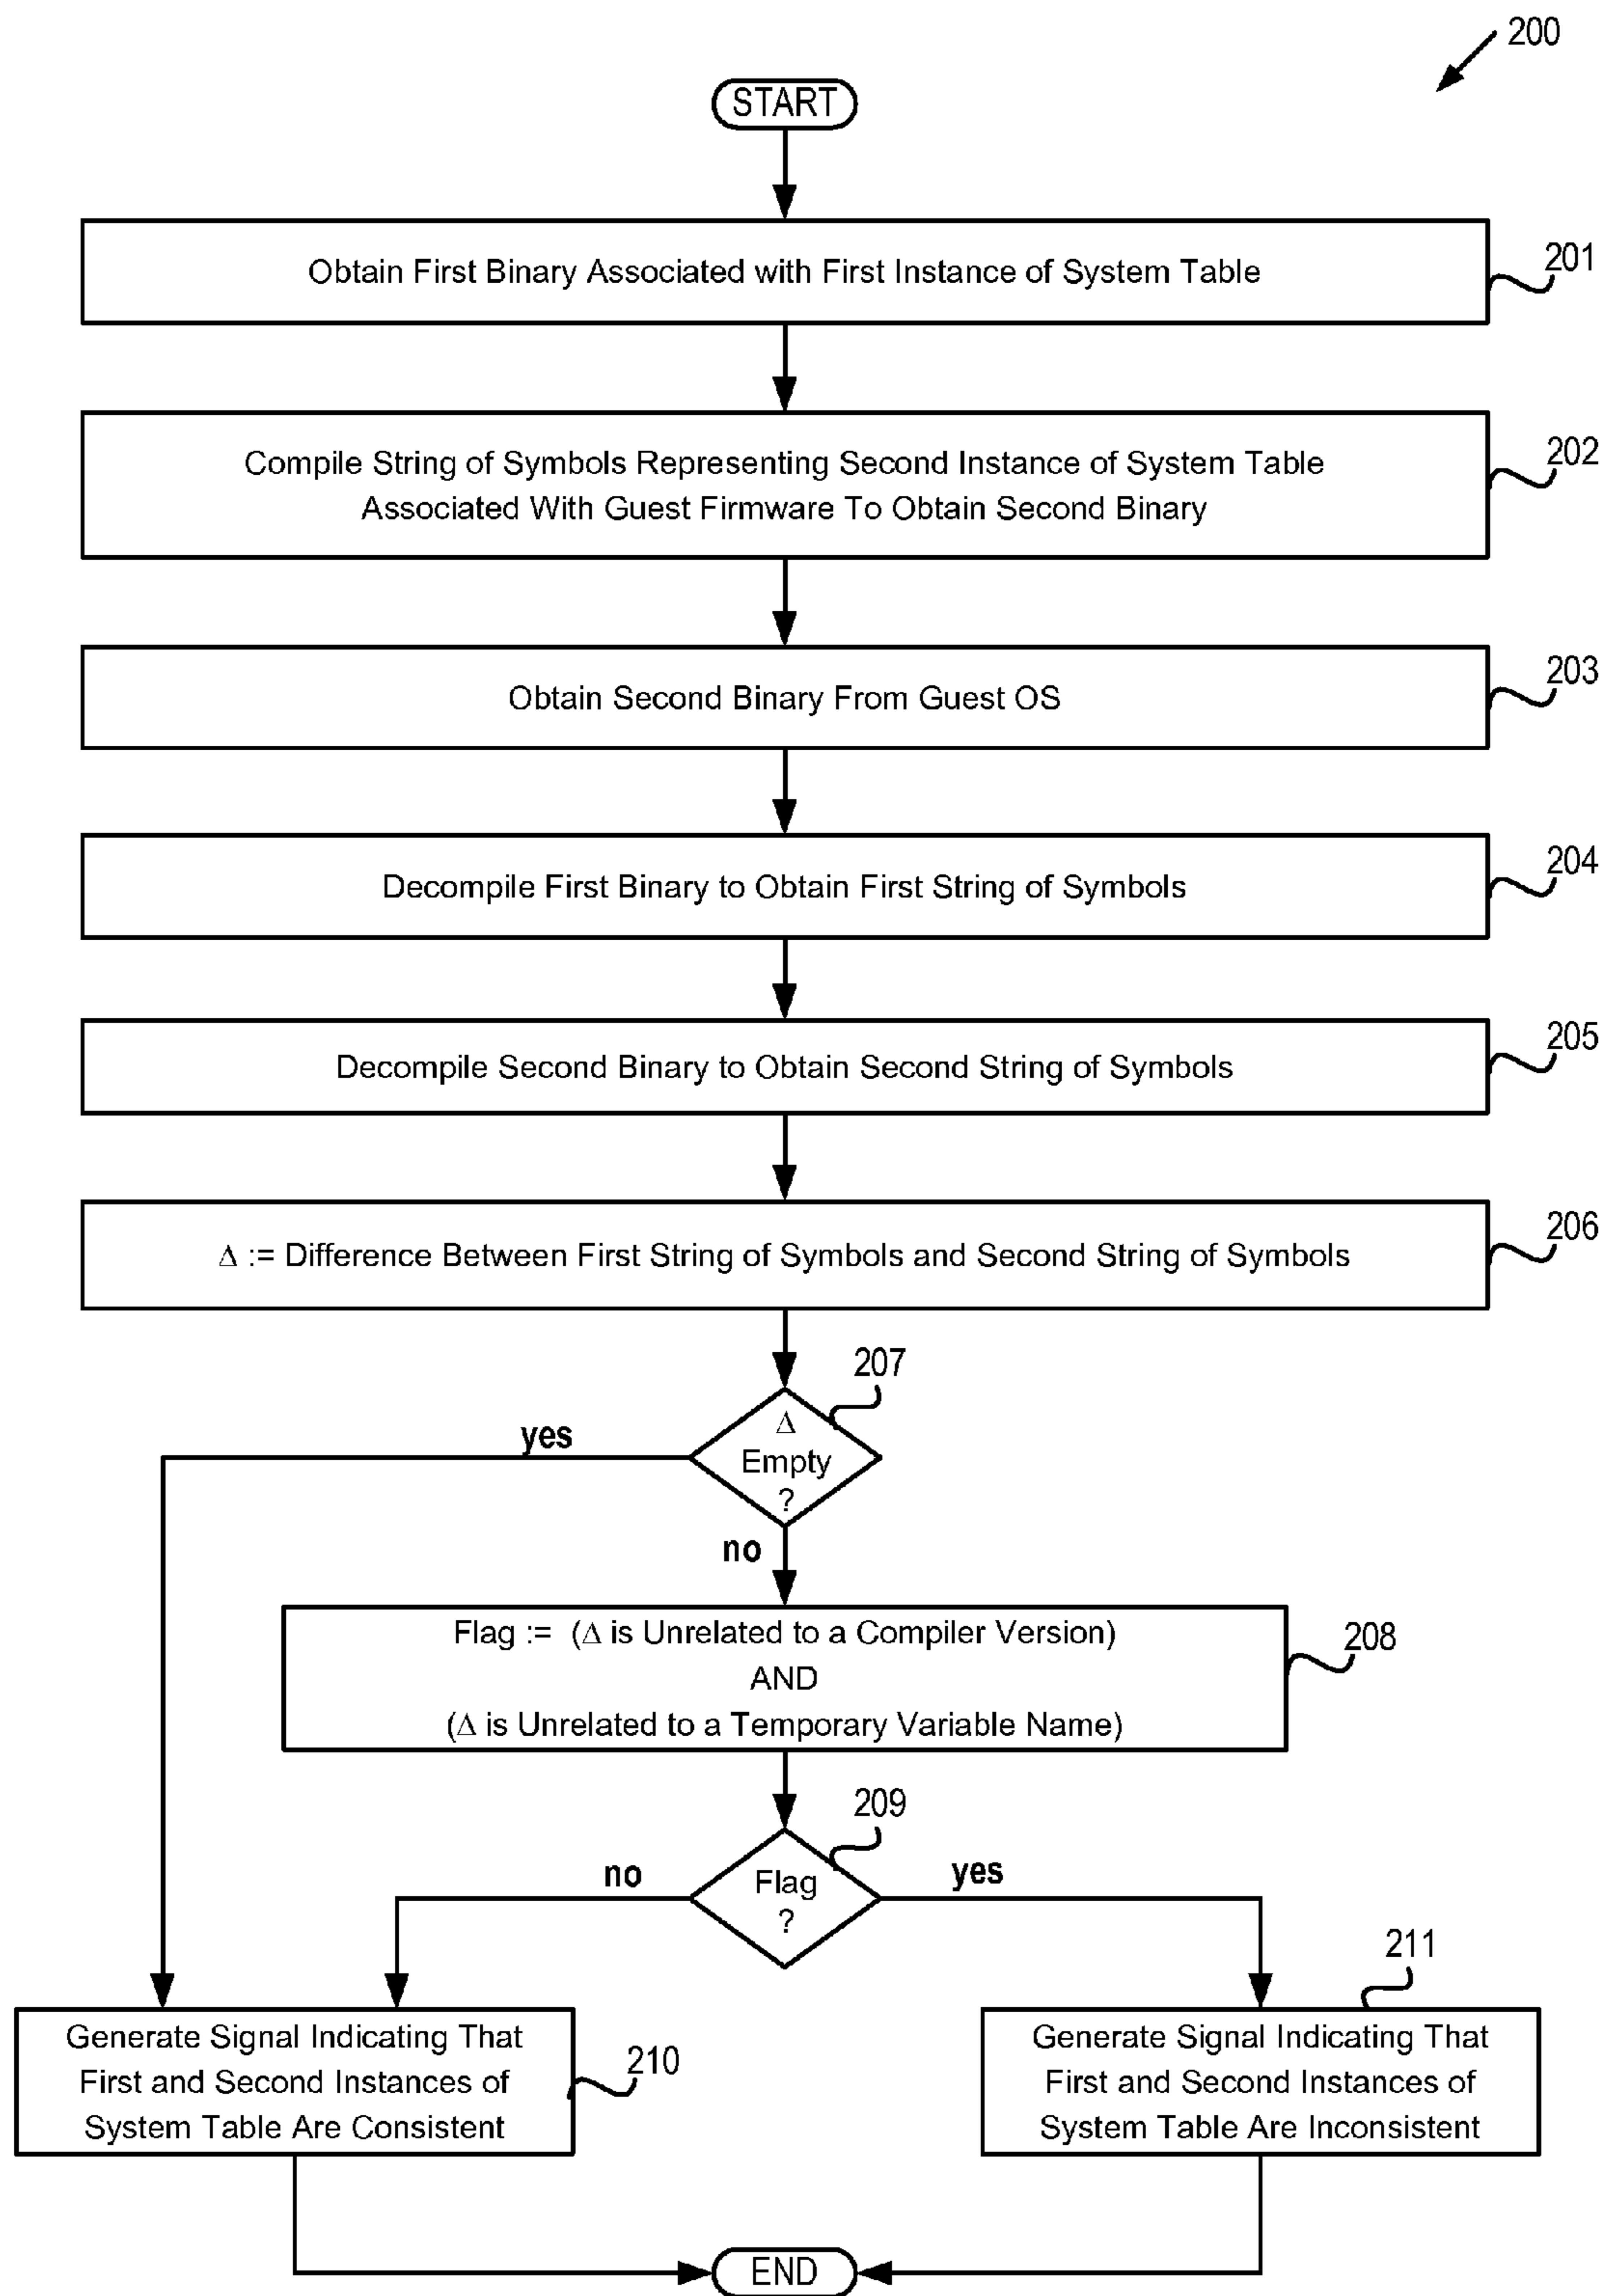 200
START
Obtain First Binary Associated with First Instance of System Table
201
Compile String of Symbols Representing Second Instance of System Table
Associated With Guest Firmware To Obtain Second Binary
202
Obtain Second Binary From Guest OS
203
Decompile First Binary to Obtain First String of Symbols
204
Decompile Second Binary to Obtain Second String of Symbols
205
Δ := Difference Between First String of Symbols and Second String of Symbols
206
207
Δ
Empty
?
yes
no
Flag := (Δ is Unrelated to a Compiler Version)
AND
(Δ is Unrelated to a Temporary Variable Name)
208
209
Flag
?
no
yes
Generate Signal Indicating That
First and Second Instances of
System Table Are Consistent
210
211
Generate Signal Indicating That
First and Second Instances of
System Table Are Inconsistent
END